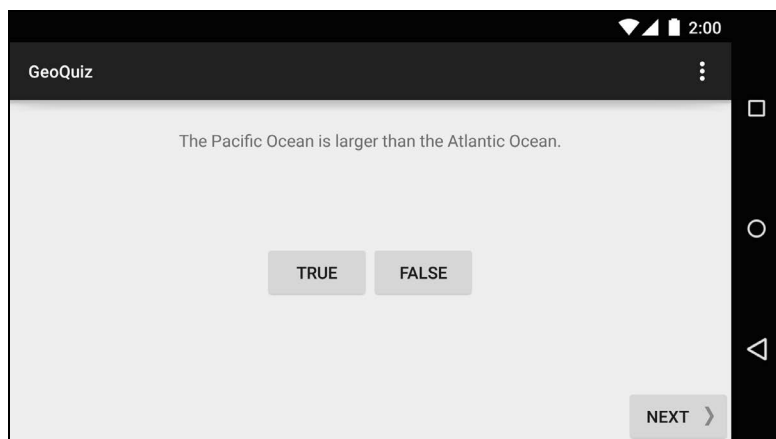 2:00
GeoQuiz
The Pacific Ocean is larger than the Atlantic Ocean.
TRUE FALSE
NEXT